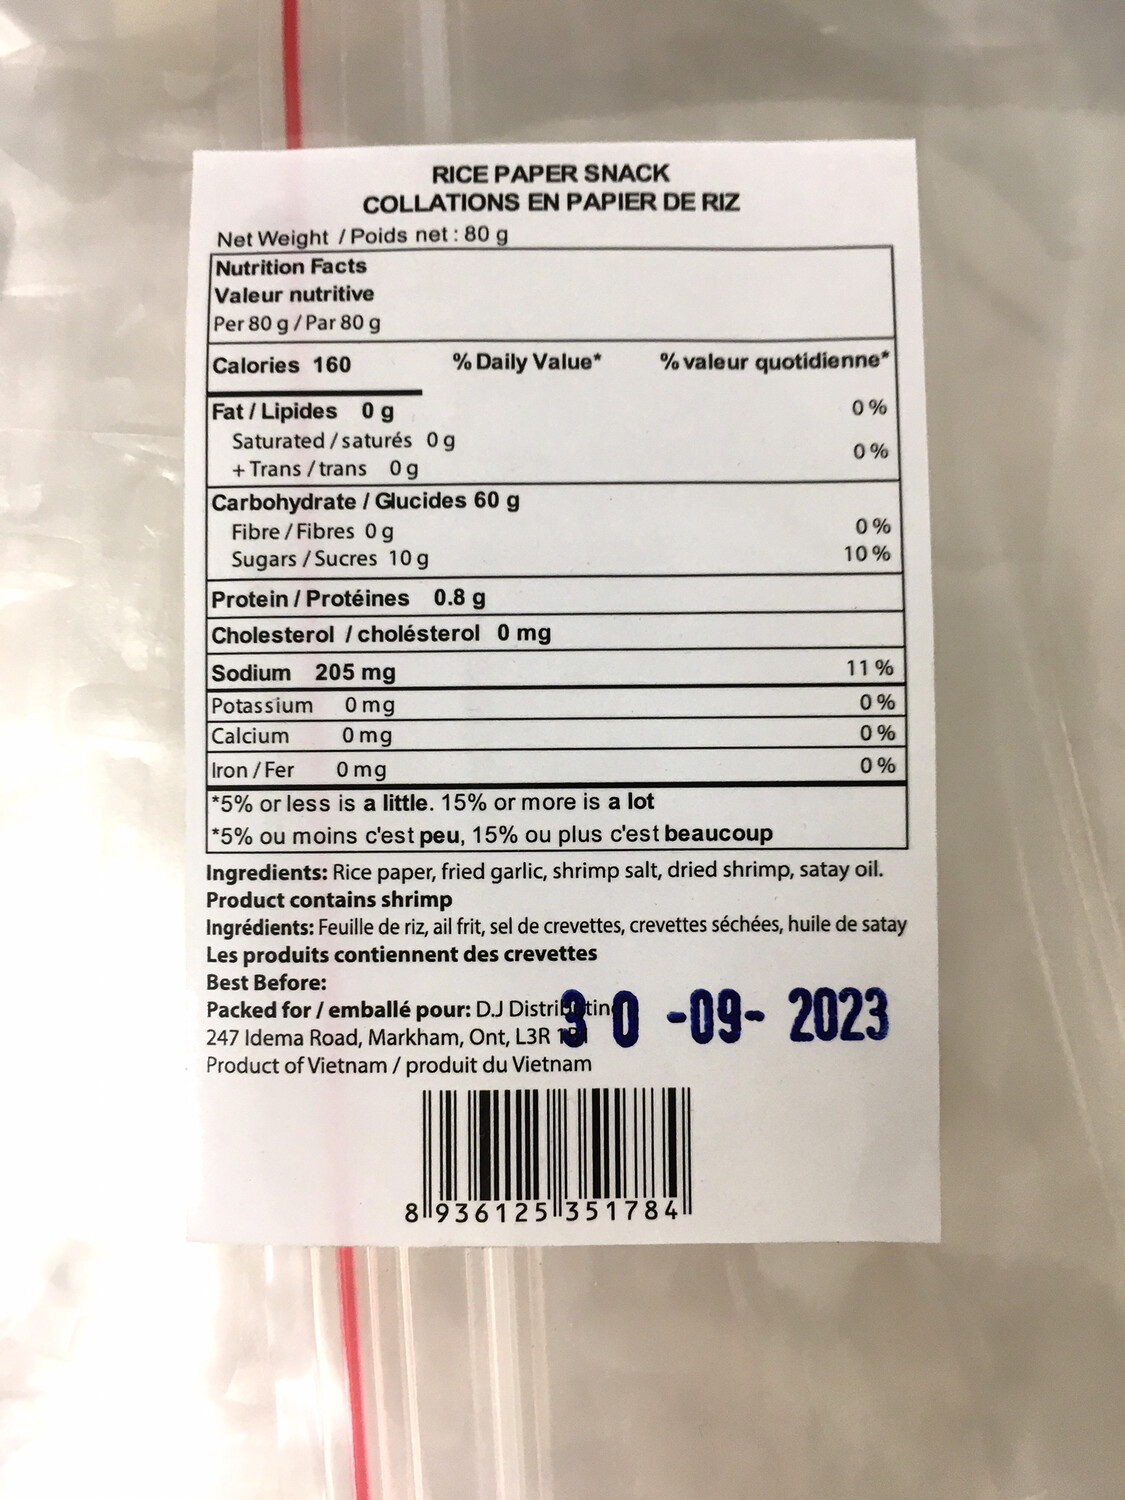 RICE PAPER SNACK
COLLATIONS EN PAPIER DE RIZ
Net Weight / Poids net : 80 g
Nutrition Facts
Valeur nutritive
Per 80 g / Par 80 g
Calories 160 % Daily Value* % valeur quotidienne*
Fat / Lipides 0 g 0 %
Saturated / saturés 0 g
+ Trans / trans 0 g 0 %
Carbohydrate / Glucides 60 g
Fibre / Fibres 0 g 0 %
Sugars / Sucres 10 g 10 %
Protein / Protéines 0.8 g
Cholesterol / cholésterol 0 mg
Sodium 205 mg 11 %
Potassium 0 mg 0 %
Calcium 0 mg 0 %
Iron / Fer 0 mg 0 %
*5% or less is a little. 15% or more is a lot
*5% ou moins c'est peu, 15% ou plus c'est beaucoup
Ingredients: Rice paper, fried garlic, shrimp salt, dried shrimp, satay oil.
Product contains shrimp
Ingrédients: Feuille de riz, ail frit, sel de crevettes, crevettes séchées, huile de satay
Les produits contiennent des crevettes
Best Before:
30 -09- 2023
Packed for / emballé pour: D.J Distributing
247 Idema Road, Markham, Ont, L3R
Product of Vietnam / produit du Vietnam
8 936125 351784